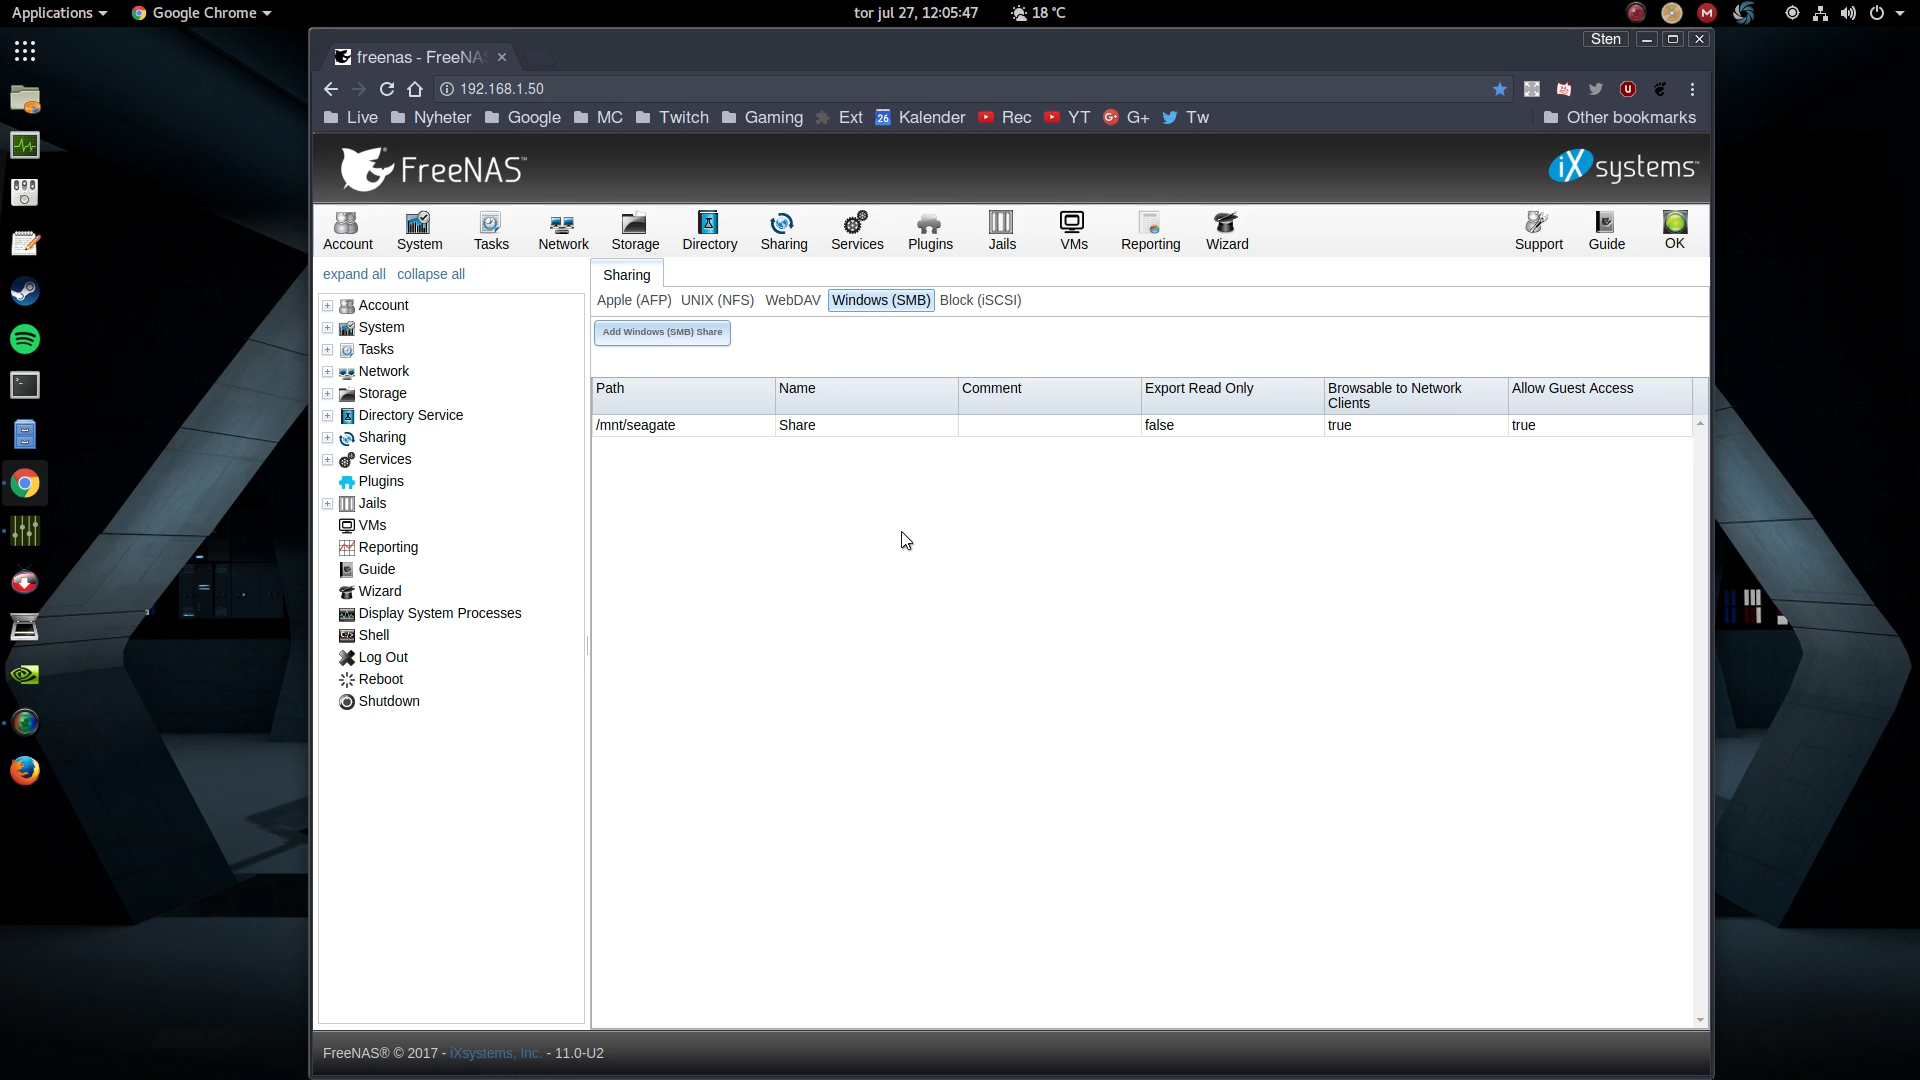 Applications Google Chrome tor jul 27, 12:05:47 18 °C
Sten
freenas - FreeNAS
192.168.1.50
Live Nyheter Google MC Twitch Gaming Ext 26 Kalender Rec YT G+ Tw Other bookmarks
FreeNAS™ iXsystems™
Account System Tasks Network Storage Directory Sharing Services Plugins Jails VMs Reporting Wizard Support Guide OK
expand all collapse all
Sharing
Apple (AFP) UNIX (NFS) WebDAV Windows (SMB) Block (iSCSI)
Add Windows (SMB) Share
Path Name Comment Export Read Only Browsable to Network Clients Allow Guest Access
/mnt/seagate Share false true true
Account
System
Tasks
Network
Storage
Directory Service
Sharing
Services
Plugins
Jails
VMs
Reporting
Guide
Wizard
Display System Processes
Shell
Log Out
Reboot
Shutdown
FreeNAS® © 2017 - iXsystems, Inc. - 11.0-U2